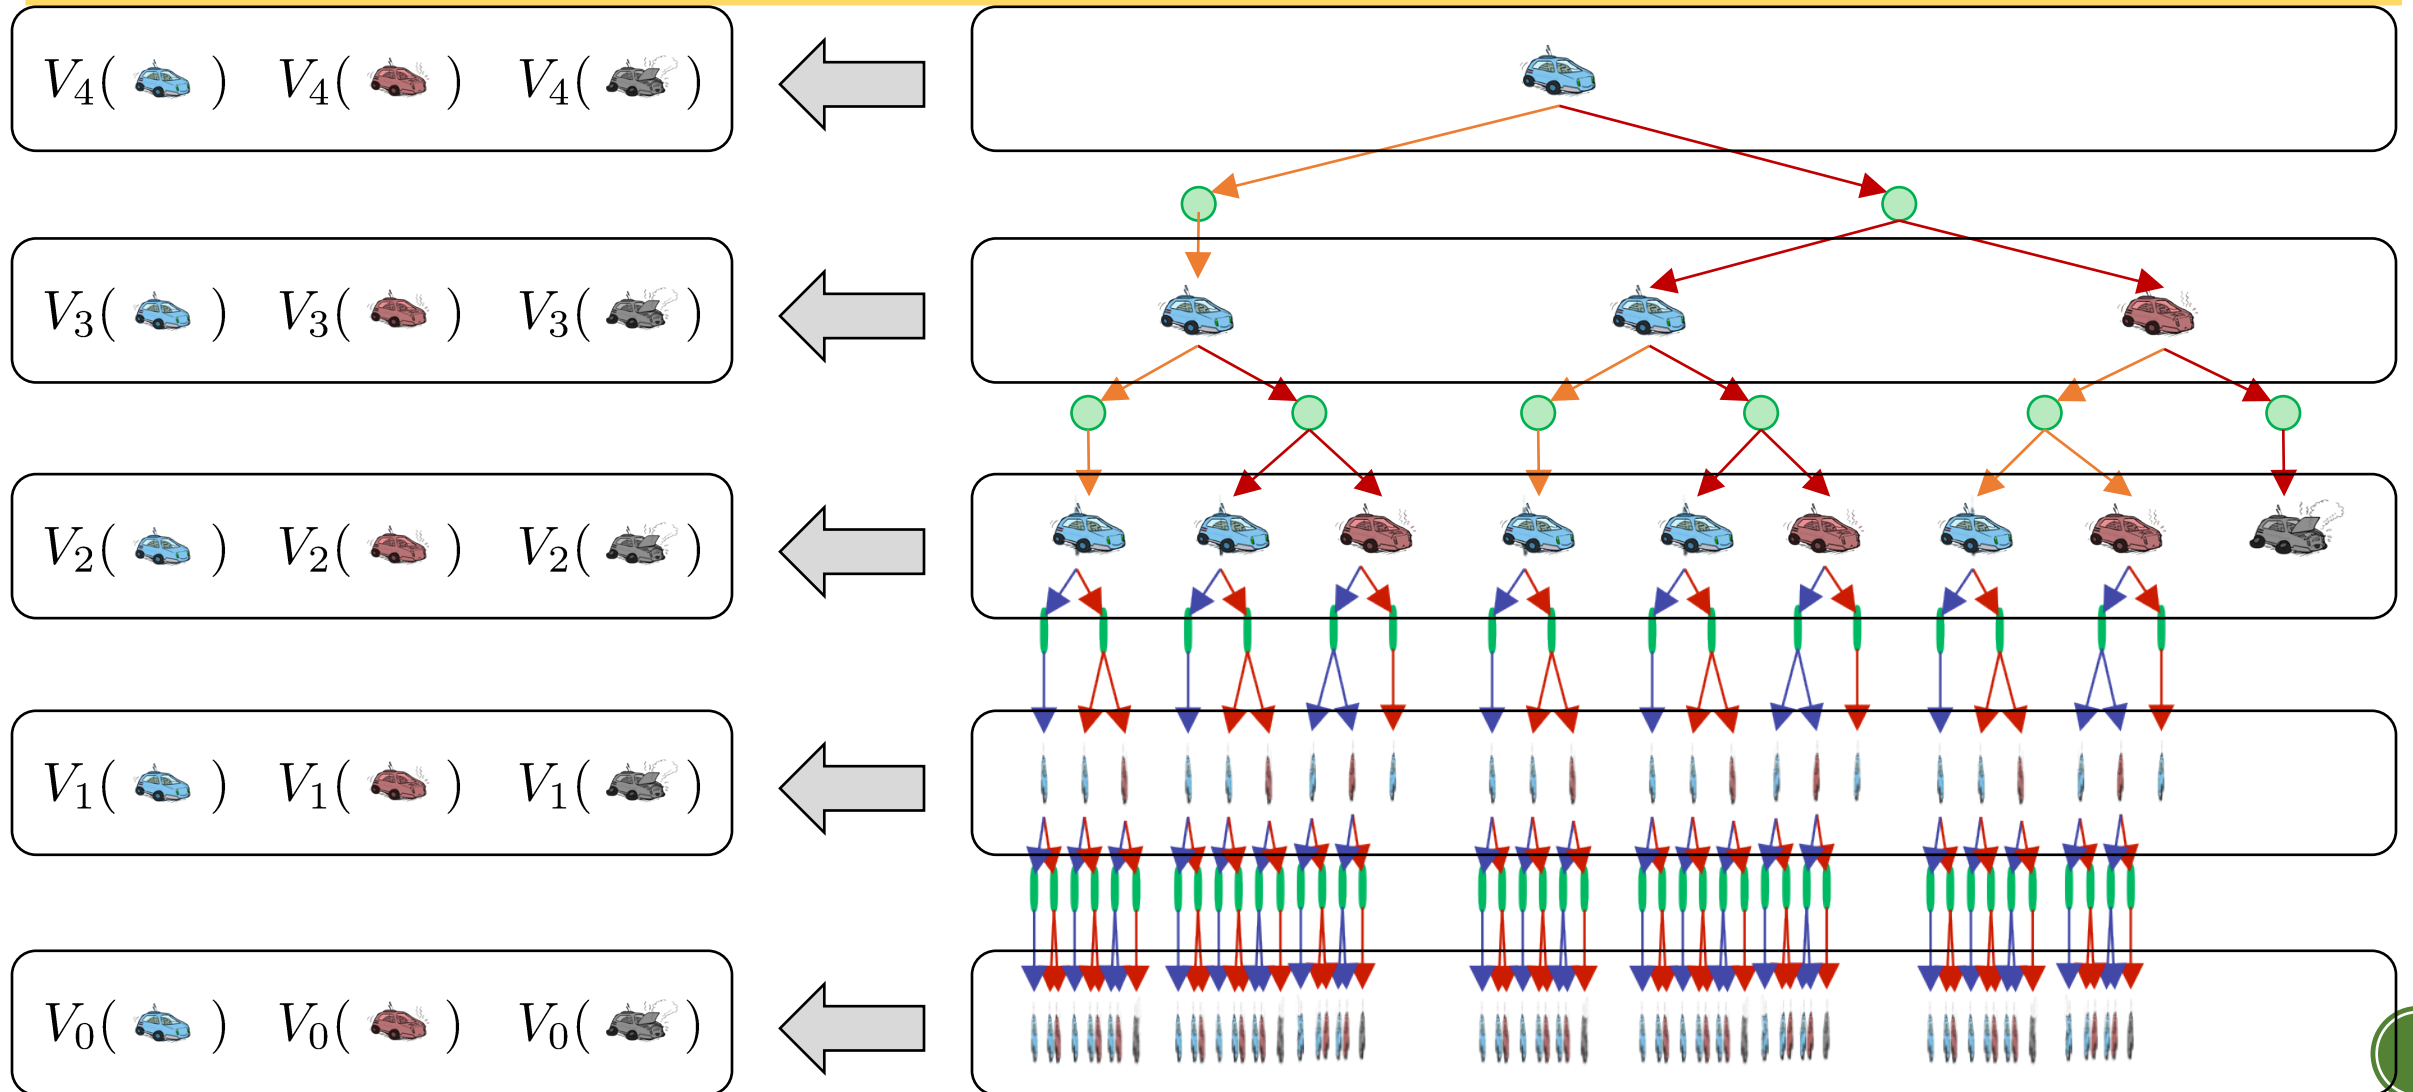 V₄( ) V₄( ) V₄( )
V₃( ) V₃( ) V₃( )
V₂( ) V₂( ) V₂( )
V₁( ) V₁( ) V₁( )
V₀( ) V₀( ) V₀( )